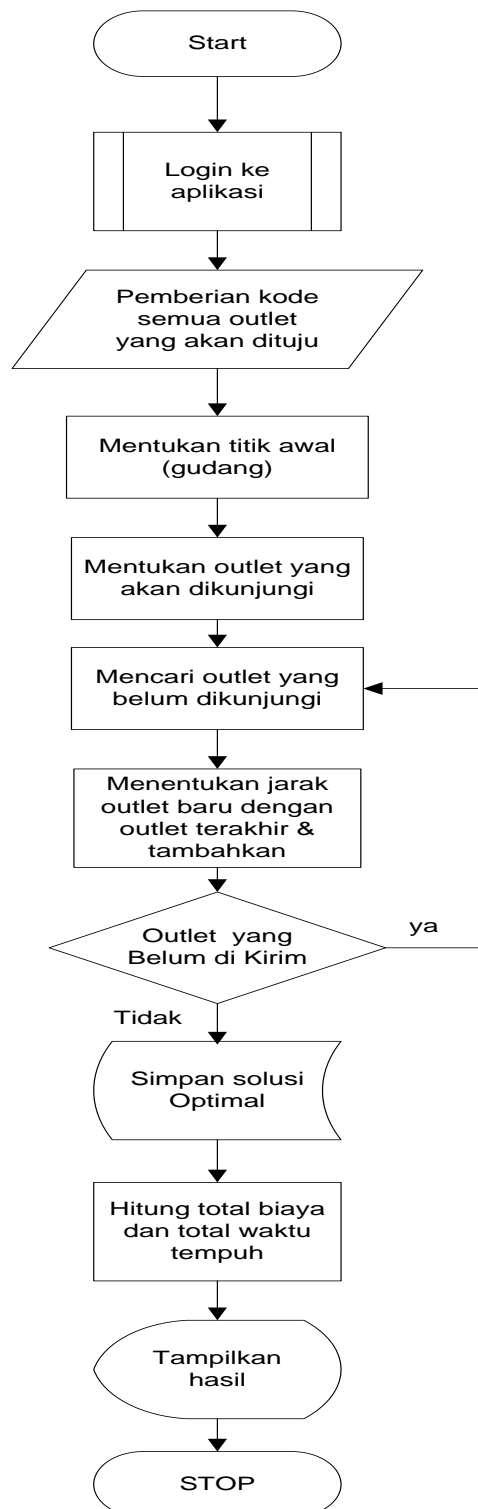 Start
Login ke
aplikasi
Pemberian kode
semua outlet
yang akan dituju
Mentukan titik awal
(gudang)
Mentukan outlet yang
akan dikunjungi
Mencari outlet yang
belum dikunjungi
Menentukan jarak
outlet baru dengan
outlet terakhir &
tambahkan
Outlet yang
Belum di Kirim
ya
Tidak
Simpan solusi
Optimal
Hitung total biaya
dan total waktu
tempuh
Tampilkan
hasil
STOP